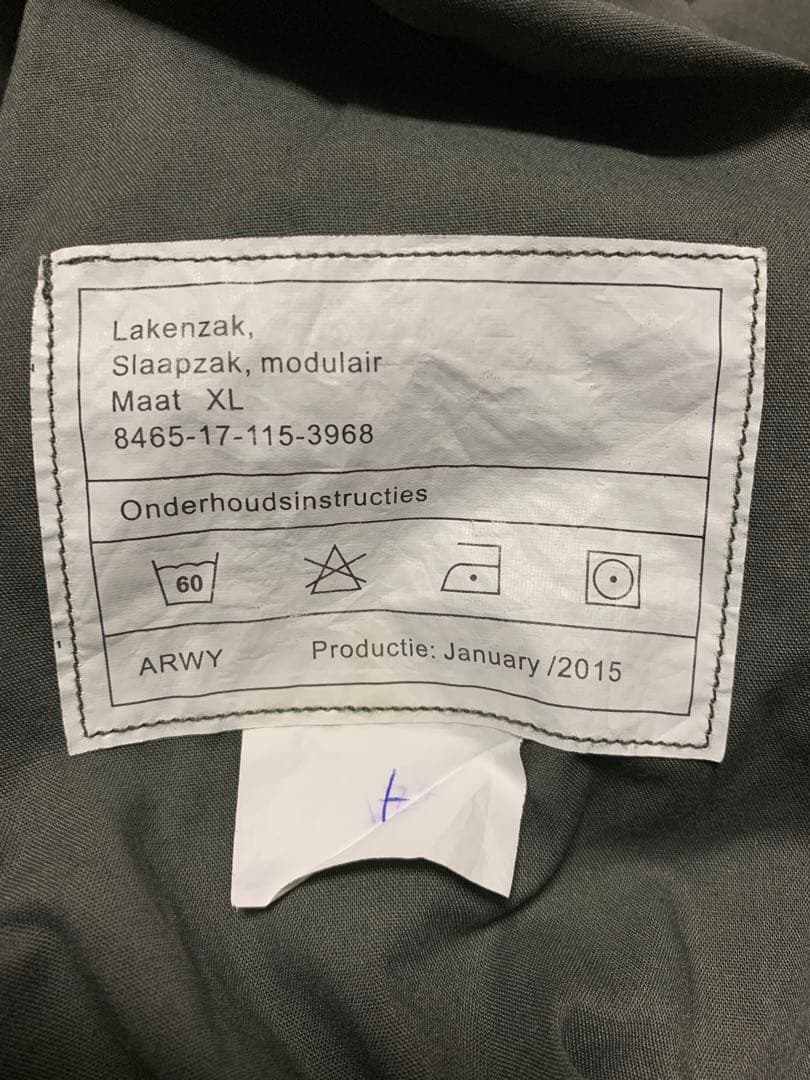 Lakenzak,
Slaapzak, modulair
Maat XL
8465-17-115-3968
Onderhoudsinstructies
60
ARWY Productie: January /2015